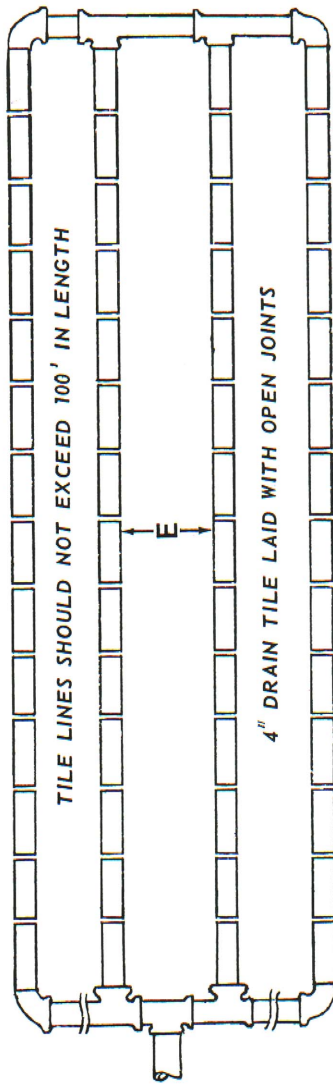 TILE LINES SHOULD NOT EXCEED 100' IN LENGTH
E
4" DRAIN TILE LAID WITH OPEN JOINTS